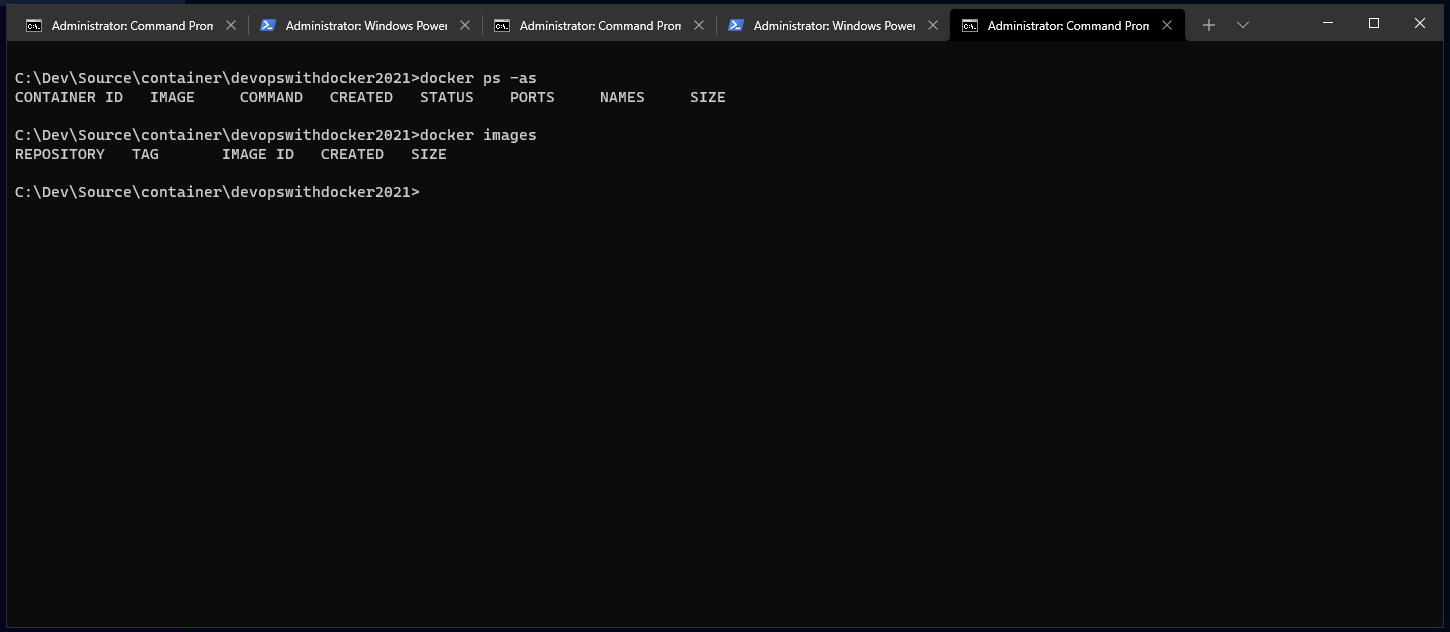 Administrator: Command Pron
Administrator: Windows Power
Administrator: Command Pron
Administrator: Windows Power
Administrator: Command Pron
C:\Dev\Source\container\devopswithdocker2021>docker ps -as
CONTAINER ID   IMAGE     COMMAND   CREATED   STATUS    PORTS     NAMES     SIZE
C:\Dev\Source\container\devopswithdocker2021>docker images
REPOSITORY   TAG       IMAGE ID   CREATED   SIZE
C:\Dev\Source\container\devopswithdocker2021>